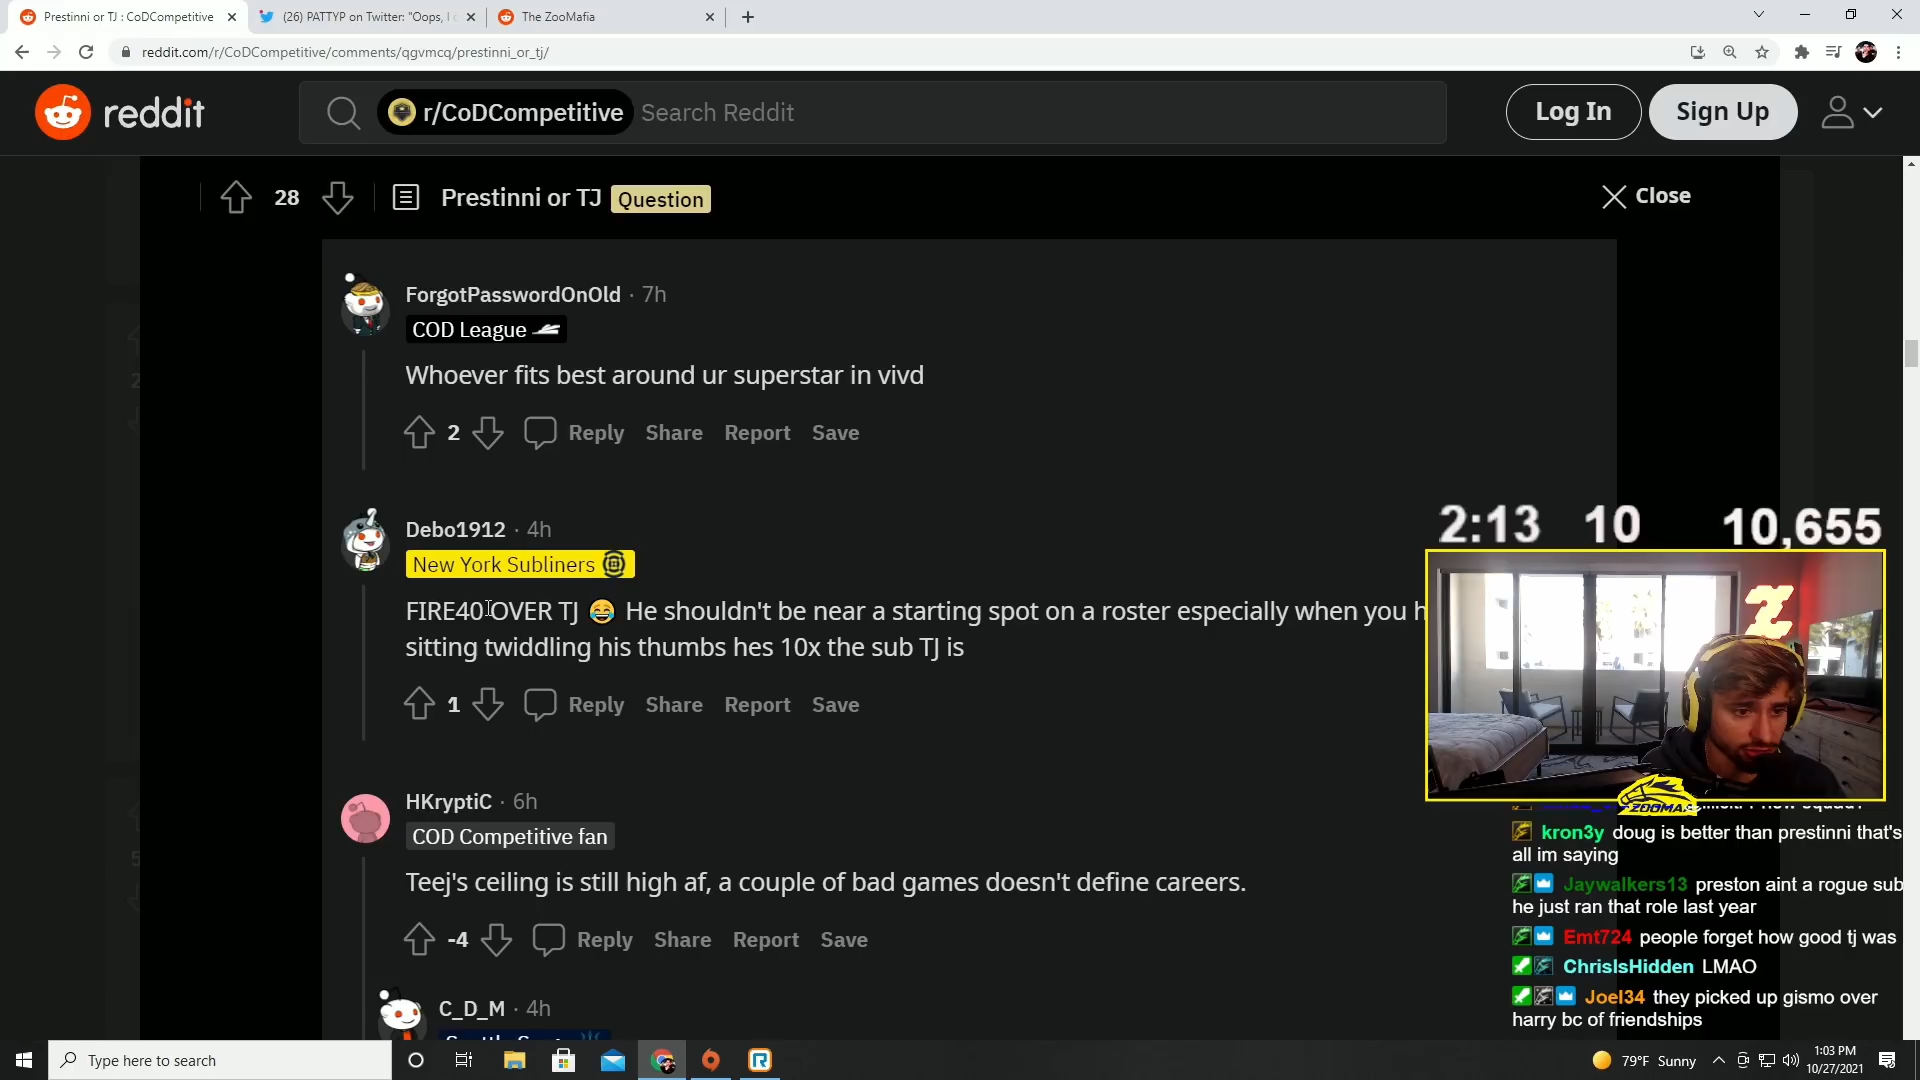 Prestinni or TJ : CoDCompetitive
(26) PATTYP on Twitter: "Oops, I
The ZooMafia
reddit.com/r/CoDCompetitive/comments/qgvmcq/prestinni_or_tj/
reddit
r/CoDCompetitive Search Reddit
Log In
Sign Up
28
Prestinni or TJ
Question
Close
ForgotPasswordOnOld · 7h
COD League
Whoever fits best around ur superstar in vivd
2 Reply Share Report Save
Debo1912 · 4h
New York Subliners
FIRE40 OVER TJ 😂 He shouldn't be near a starting spot on a roster especially when you h
sitting twiddling his thumbs hes 10x the sub TJ is
1 Reply Share Report Save
HKryptiC · 6h
COD Competitive fan
Teej's ceiling is still high af, a couple of bad games doesn't define careers.
-4 Reply Share Report Save
C_D_M · 4h
2:13 10 10,655
Z
ZOOMAA
kron3y doug is better than prestinni that's
all im saying
Jaywalkers13 preston aint a rogue sub
he just ran that role last year
Emt724 people forget how good tj was
ChrisIsHidden LMAO
Joel34 they picked up gismo over
harry bc of friendships
Type here to search
79°F Sunny
1:03 PM
10/27/2021